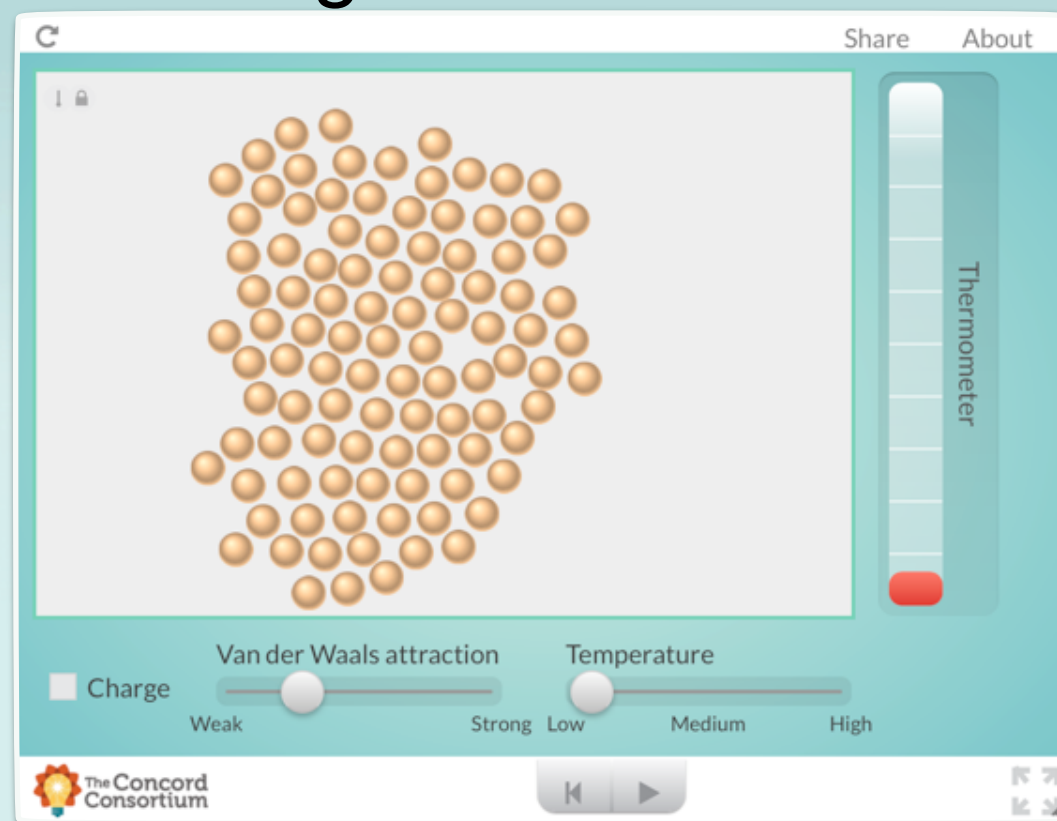 Share About
Thermometer
Van der Waals attraction Temperature
Charge
Weak Strong Low Medium High
The Concord
Consortium